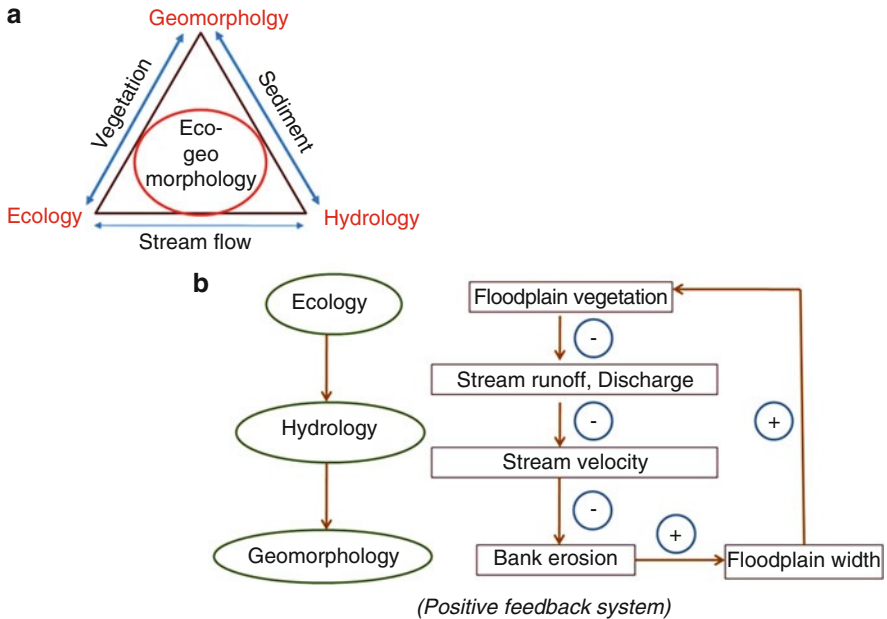 a
Geomorpholgy
Vegetation
Sediment
Eco-
geo
morphology
Ecology
Hydrology
Stream flow
b
Ecology
Floodplain vegetation
-
Stream runoff, Discharge
-
Hydrology
+
Stream velocity
-
Geomorphology
Bank erosion
+
Floodplain width
(Positive feedback system)